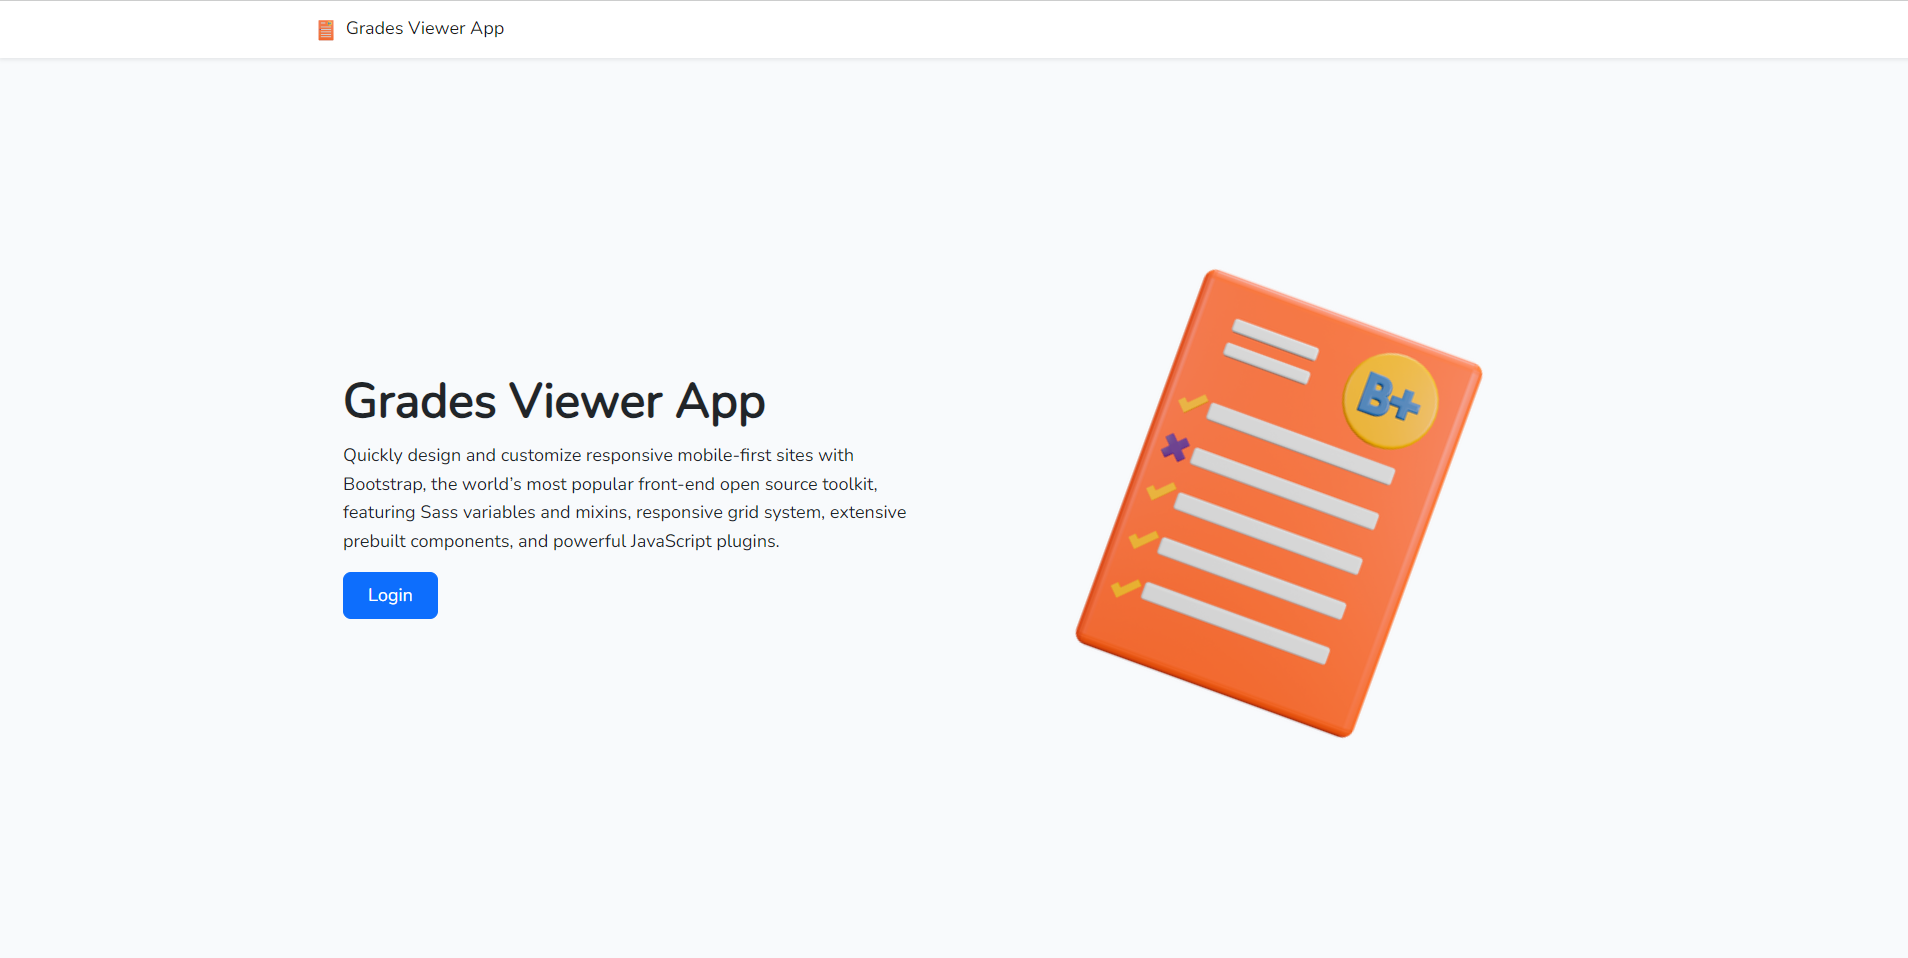 Grades Viewer App
Grades Viewer App
Quickly design and customize responsive mobile-first sites with
Bootstrap, the world’s most popular front-end open source toolkit,
featuring Sass variables and mixins, responsive grid system, extensive
prebuilt components, and powerful JavaScript plugins.
Login
B+